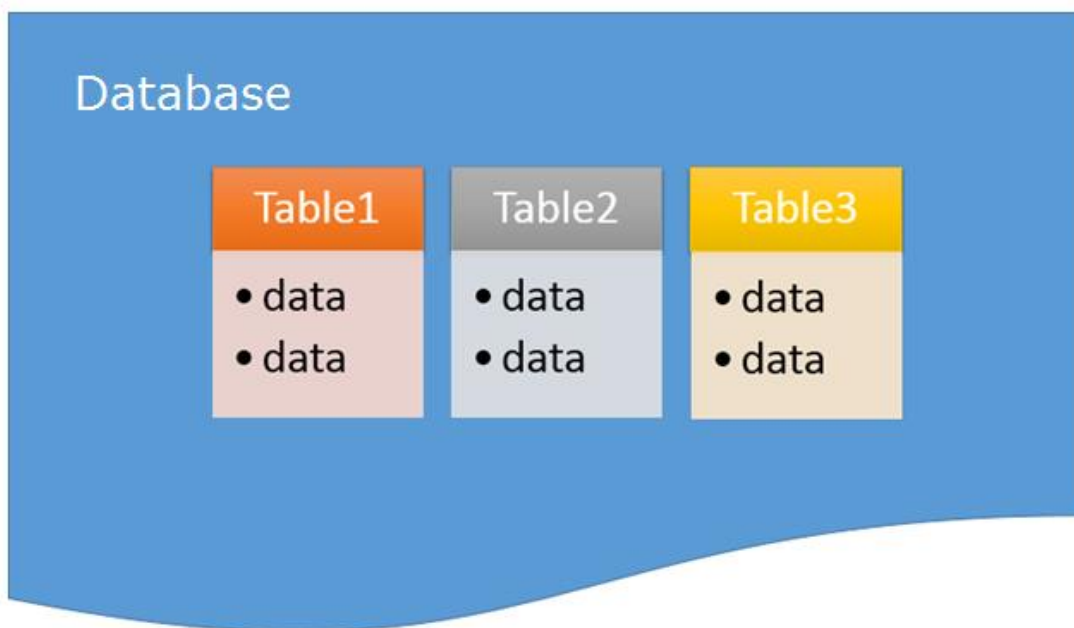 Database
Table1 Table2 Table3
• data • data • data
• data • data • data